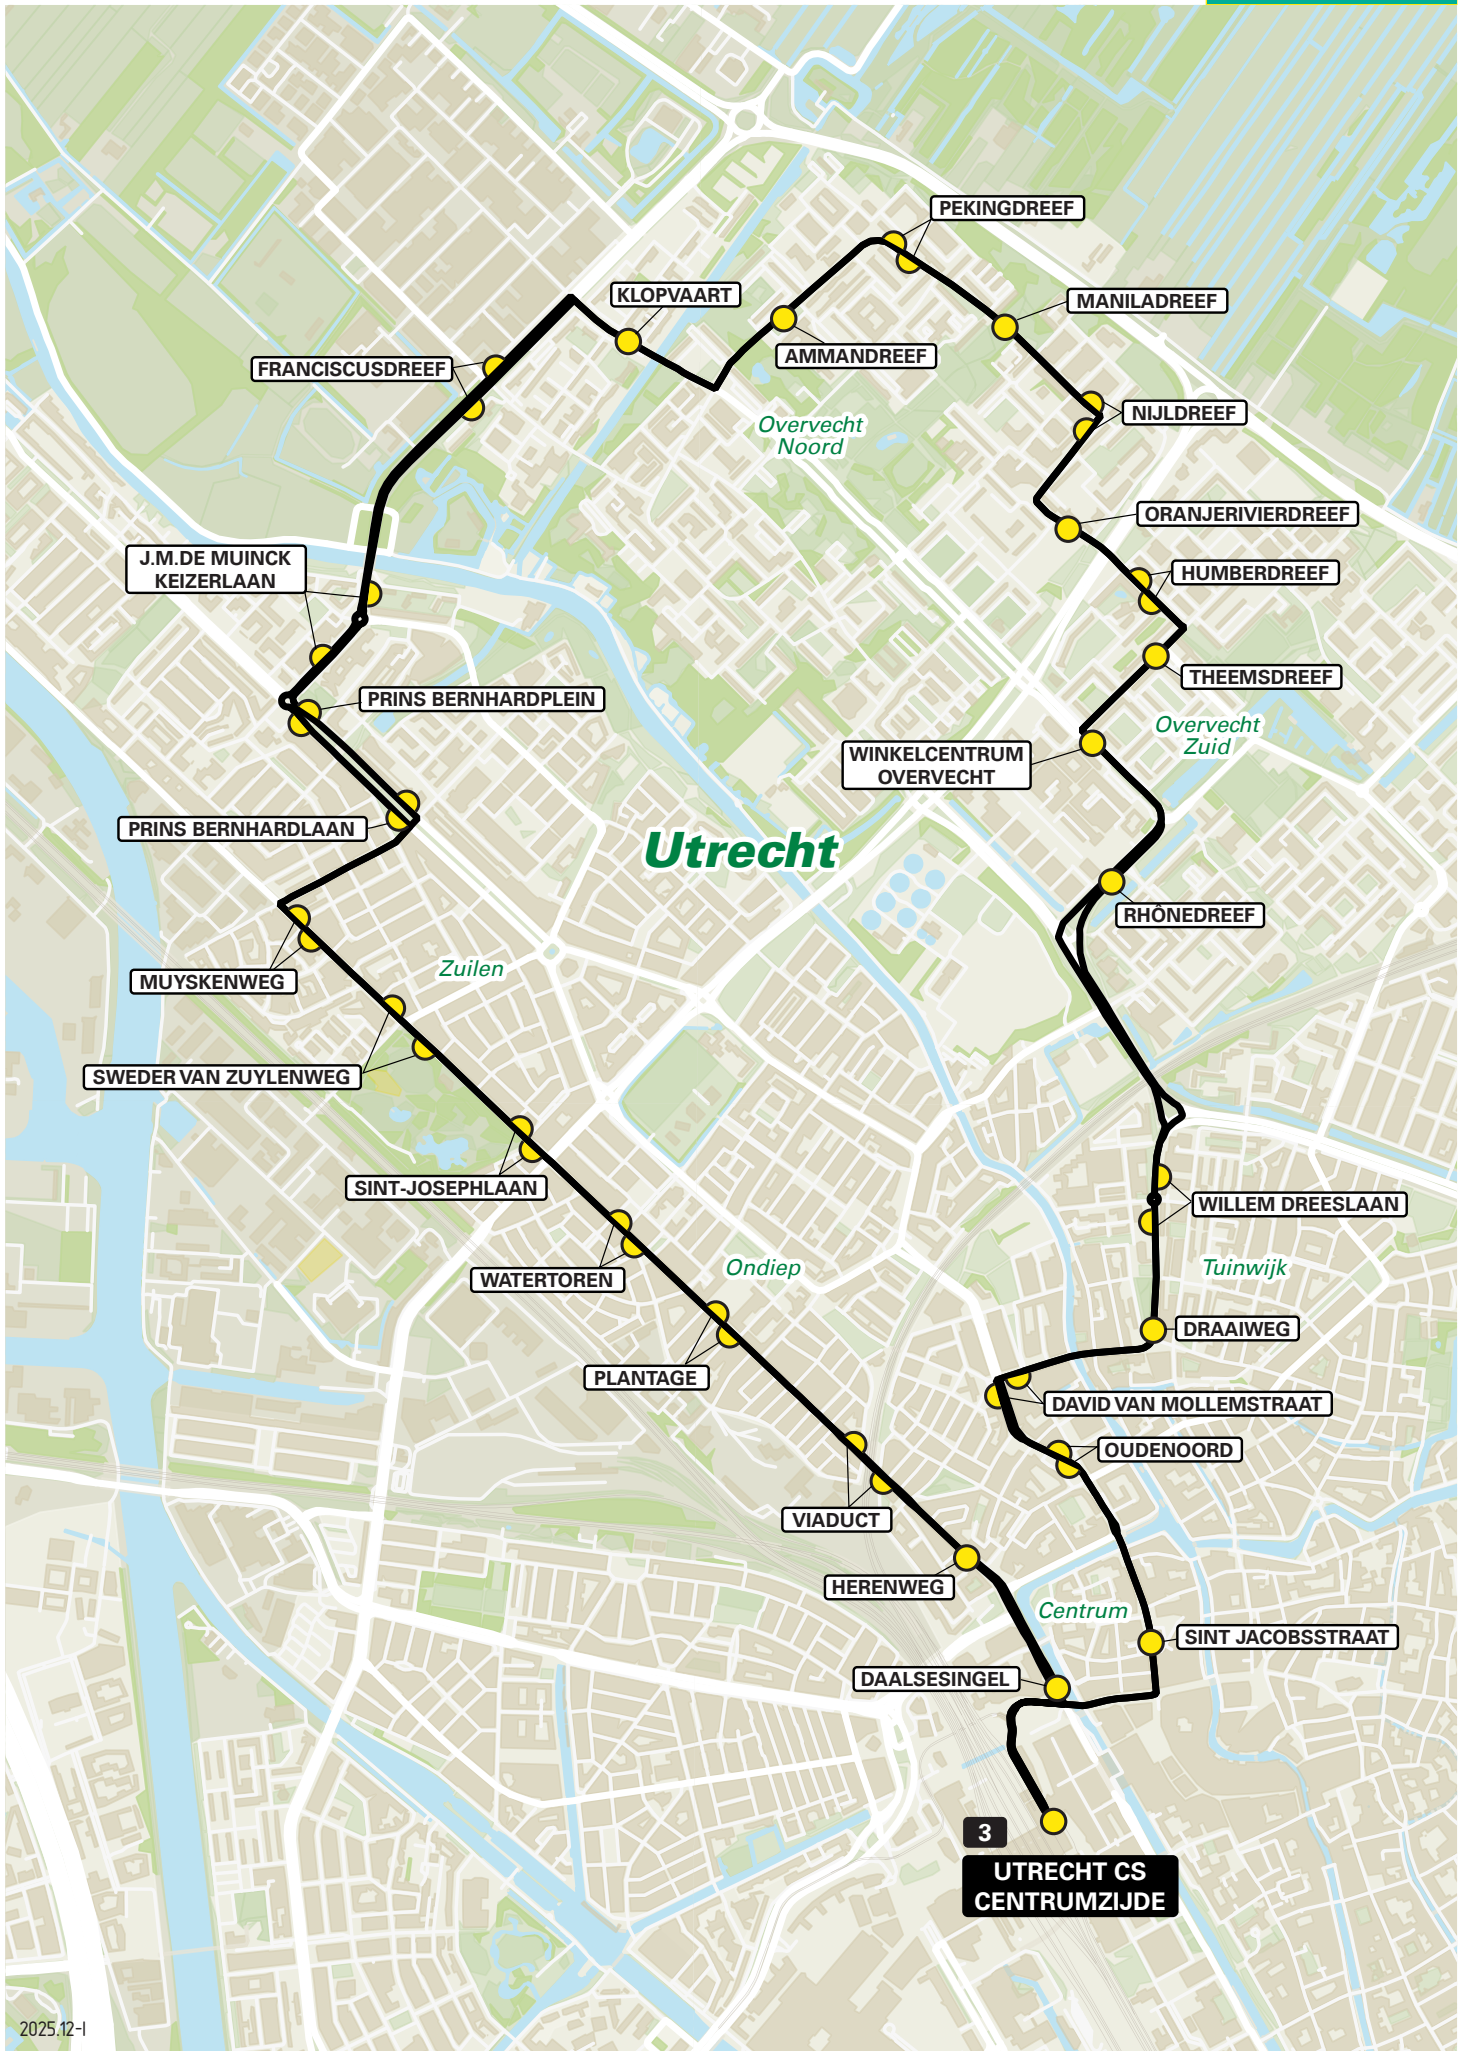 PEKINGDREEF
KLOPVAART
MANILADREEF
AMMANDREEF
FRANCISCUSDREEF
NIJLDREEF
Overvecht
Noord
ORANJERIVIERDREEF
J.M.DE MUINCK
KEIZERLAAN
HUMBERDREEF
THEEMSDREEF
PRINS BERNHARDPLEIN
Overvecht
Zuid
WINKELCENTRUM
OVERVECHT
PRINS BERNHARDLAAN
Utrecht
RHÔNEDREEF
Zuilen
MUYSKENWEG
SWEDER VAN ZUYLENWEG
SINT-JOSEPHLAAN
WILLEM DREESLAAN
WATERTOREN
Ondiep
Tuinwijk
DRAAIWEG
PLANTAGE
DAVID VAN MOLLEMSTRAAT
OUDENOORD
VIADUCT
HERENWEG
Centrum
SINT JACOBSSTRAAT
DAALSESINGEL
3
UTRECHT CS
CENTRUMZIJDE
2025.12-I